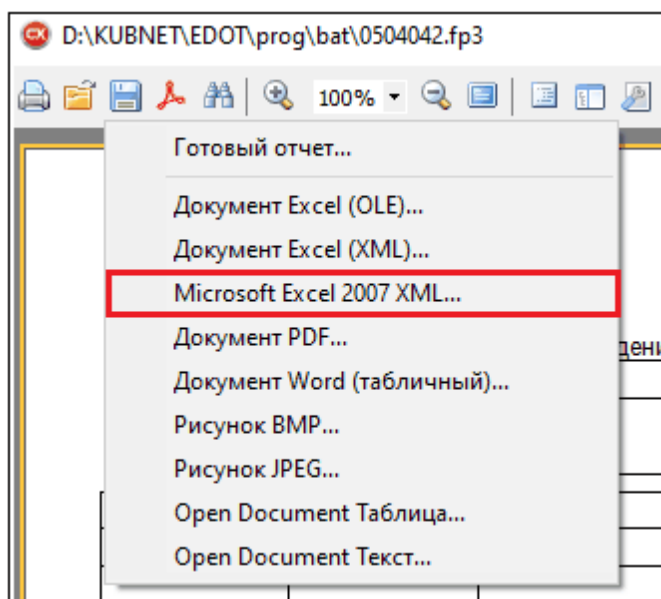 D:\KUBNET\EDOT\prog\bat\0504042.fp3
100%
Готовый отчет...
Документ Excel (OLE)...
Документ Excel (XML)...
Microsoft Excel 2007 XML...
Документ PDF...
Документ Word (табличный)...
Рисунок BMP...
Рисунок JPEG...
Open Document Таблица...
Open Document Текст...